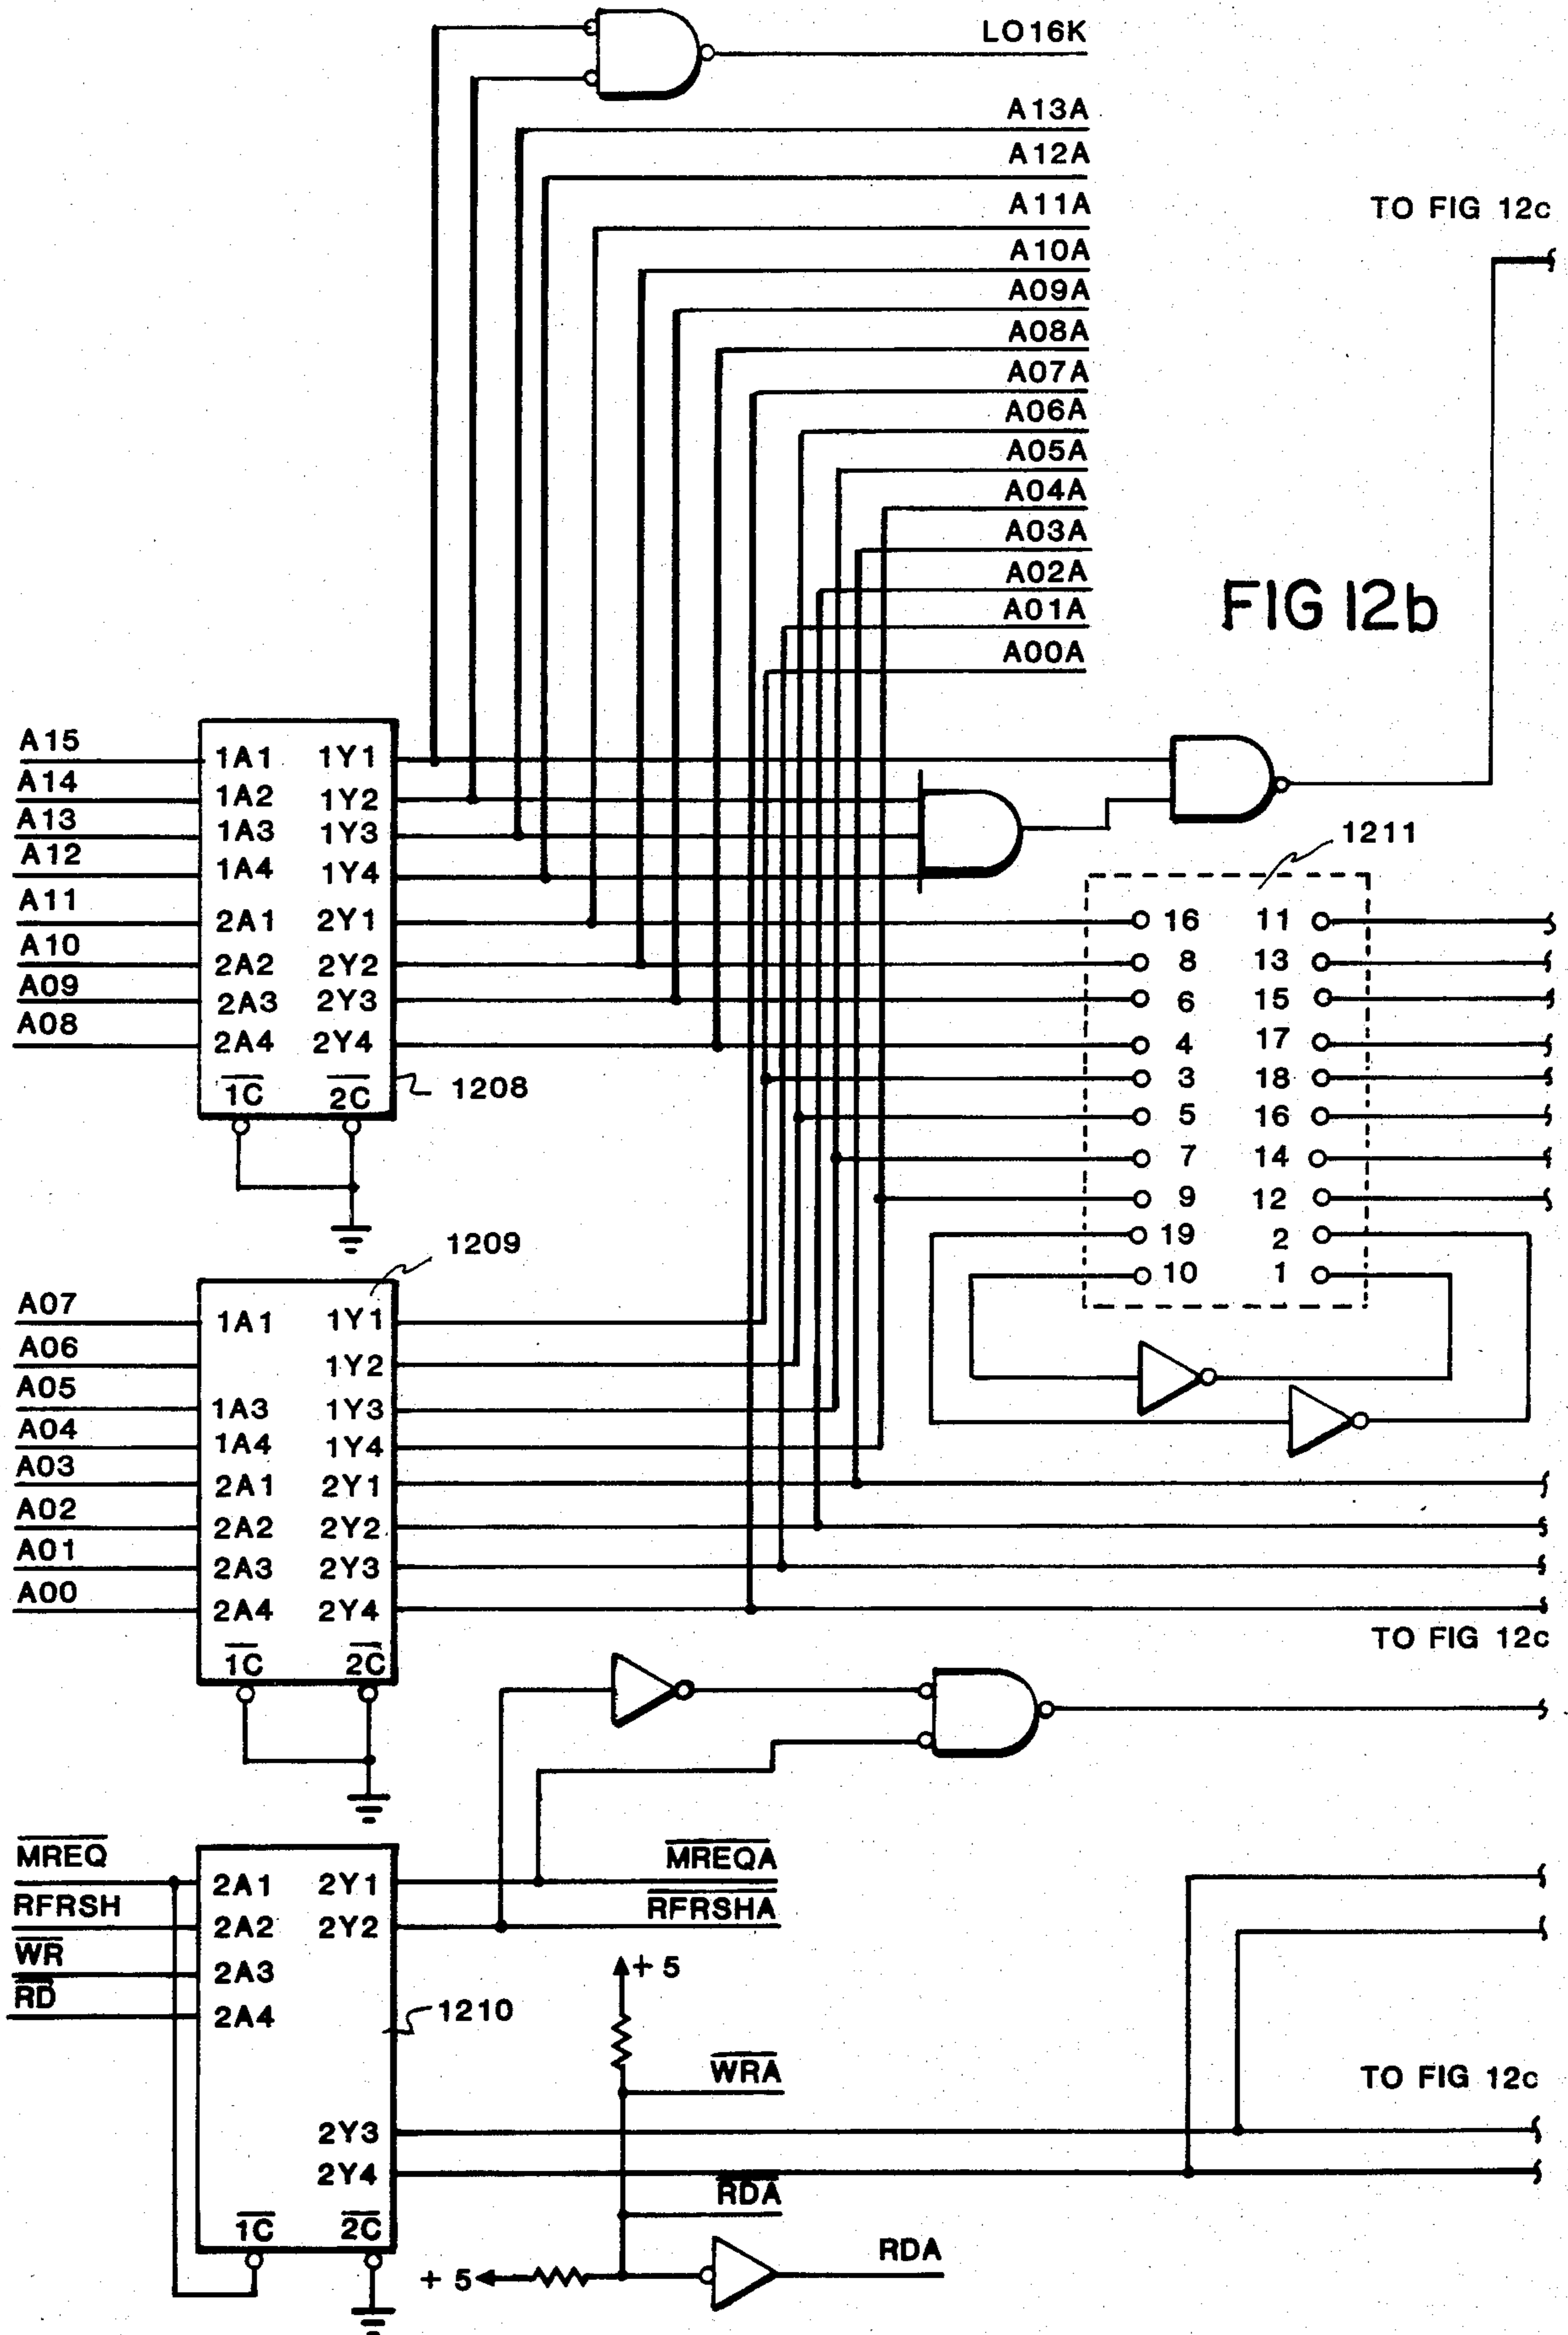 LO16K
A13A
A12A
A11A
TO FIG 12c
A10A
A09A
A08A
A07A
A06A
A05A
A04A
A03A
A02A
FIG 12b
A01A
A00A
A15 1A1 1Y1
A14 1A2 1Y2
A13 1A3 1Y3
1211
A12 1A4 1Y4
A11 2A1 2Y1 16 11
A10 2A2 2Y2 8 13
A09 2A3 2Y3 6 15
A08 2A4 2Y4 4 17
1C 2C 1208 3 18
5 16
7 14
9 12
1209 19 2
10 1
A07 1A1 1Y1
A06 1Y2
A05 1A3 1Y3
A04 1A4 1Y4
A03 2A1 2Y1
A02 2A2 2Y2
A01 2A3 2Y3
A00 2A4 2Y4
TO FIG 12c
1C 2C
MREQ 2A1 2Y1 MREQA
RFRSH 2A2 2Y2 RFRSHA
WR 2A3 + 5
RD 2A4 1210
WRA TO FIG 12c
2Y3
2Y4
RDA
1C 2C
+ 5 RDA